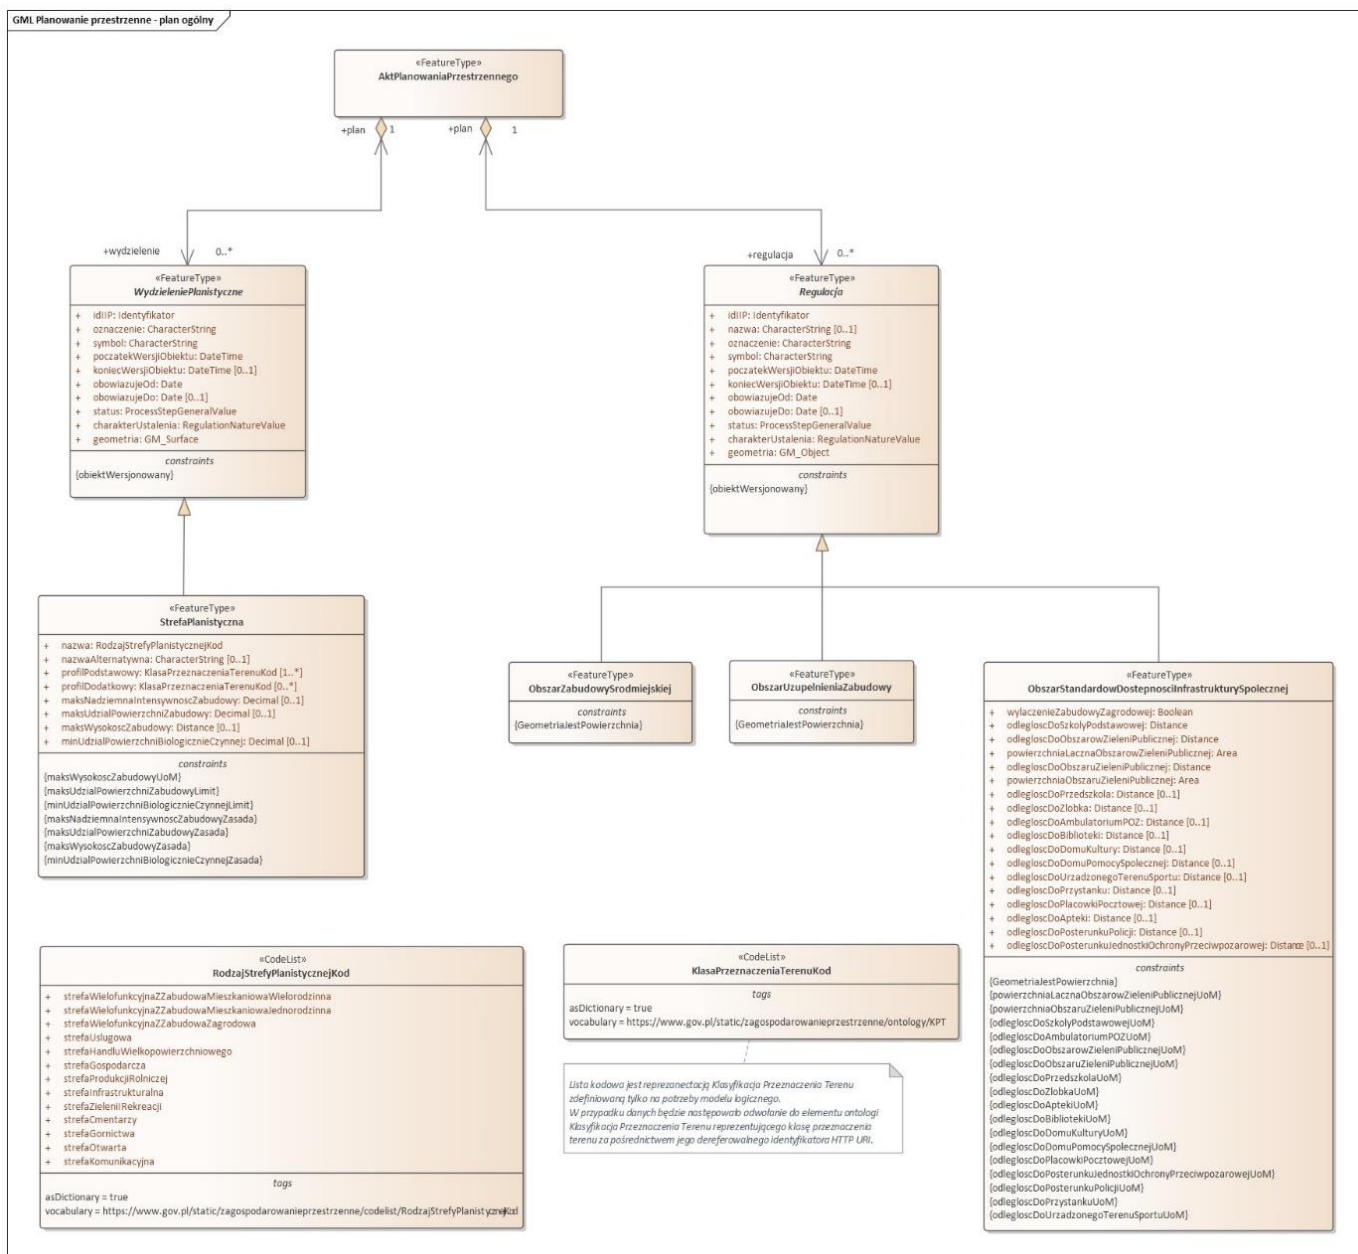 GML Planowanie przestrzenne - plan ogólny
«FeatureType»
AktPlanowaniaPrzestrzennego
+plan 1
+plan 1
+wydzielenie 0..*
+regulacja 0..*
«FeatureType»
WydzieleniePlanistyczne
+ idIIP: Identyfikator
+ oznaczenie: CharacterString
+ symbol: CharacterString
+ poczatekWersjiObiektu: DateTime
+ koniecWersjiObiektu: DateTime [0..1]
+ obowiazujeOd: Date
+ obowiazujeDo: Date [0..1]
+ status: ProcessStepGeneralValue
+ charakterUstalenia: RegulationNatureValue
+ geometria: GM_Surface
constraints
{obiektWersjonowany}
«FeatureType»
Regulacja
+ idIIP: Identyfikator
+ nazwa: CharacterString [0..1]
+ oznaczenie: CharacterString
+ symbol: CharacterString
+ poczatekWersjiObiektu: DateTime
+ koniecWersjiObiektu: DateTime [0..1]
+ obowiazujeOd: Date
+ obowiazujeDo: Date [0..1]
+ status: ProcessStepGeneralValue
+ charakterUstalenia: RegulationNatureValue
+ geometria: GM_Object
constraints
{obiektWersjonowany}
«FeatureType»
StrefaPlanistyczna
+ nazwa: RodzajStrefyPlanistycznejKod
+ nazwaAlternatywna: CharacterString [0..1]
+ profilPodstawowy: KlasaPrzeznaczeniaTerenuKod [1..*]
+ profilDodatkowy: KlasaPrzeznaczeniaTerenuKod [0..*]
+ maksNadziemnaIntensywnoscZabudowy: Decimal [0..1]
+ maksUdzialPowierzchniZabudowy: Decimal [0..1]
+ maksWysokoscZabudowy: Distance [0..1]
+ minUdzialPowierzchniBiologicznieCzynnej: Decimal [0..1]
constraints
{maksWysokoscZabudowyUoM}
{maksUdzialPowierzchniZabudowyLimit}
{minUdzialPowierzchniBiologicznieCzynnejLimit}
{maksNadziemnaIntensywnoscZabudowyZasada}
{maksUdzialPowierzchniZabudowyZasada}
{maksWysokoscZabudowyZasada}
{minUdzialPowierzchniBiologicznieCzynnejZasada}
«FeatureType»
ObszarZabudowySrodmiejskiej
constraints
{GeometriaJestPowierzchnia}
«FeatureType»
ObszarUzupelnieniaZabudowy
constraints
{GeometriaJestPowierzchnia}
«FeatureType»
ObszarStandardowDostepnosciInfrastrukturySpolecznej
+ wylaczenieZabudowyZagrodowej: Boolean
+ odlegloscDoSzkolyPodstawowej: Distance
+ odlegloscDoObszarowZieleniPublicznej: Distance
+ powierzchniaLacznaObszarowZieleniPublicznej: Area
+ odlegloscDoObszaruZieleniPublicznej: Distance
+ powierzchniaObszaruZieleniPublicznej: Area
+ odlegloscDoPrzedszkola: Distance [0..1]
+ odlegloscDoZlobka: Distance [0..1]
+ odlegloscDoAmbulatoriumPOZ: Distance [0..1]
+ odlegloscDoBiblioteki: Distance [0..1]
+ odlegloscDoDomuKultury: Distance [0..1]
+ odlegloscDoDomuPomocySpolecznej: Distance [0..1]
+ odlegloscDoUrzadzonegoTerenuSportu: Distance [0..1]
+ odlegloscDoPrzystanku: Distance [0..1]
+ odlegloscDoPlacowkiPocztowej: Distance [0..1]
+ odlegloscDoApteki: Distance [0..1]
+ odlegloscDoPosterunkuPolicji: Distance [0..1]
+ odlegloscDoPosterunkuJednostkiOchronyPrzeciwpozarowej: Distance [0..1]
constraints
{GeometriaJestPowierzchnia}
{powierzchniaLacznaObszarowZieleniPublicznejUoM}
{powierzchniaObszaruZieleniPublicznejUoM}
{odlegloscDoSzkolyPodstawowejUoM}
{odlegloscDoAmbulatoriumPOZUoM}
{odlegloscDoObszarowZieleniPublicznejUoM}
{odlegloscDoObszaruZieleniPublicznejUoM}
{odlegloscDoPrzedszkolaUoM}
{odlegloscDoZlobkaUoM}
{odlegloscDoAptekiUoM}
{odlegloscDoBibliotekiUoM}
{odlegloscDoDomuKulturyUoM}
{odlegloscDoDomuPomocySpolecznejUoM}
{odlegloscDoPlacowkiPocztowejUoM}
{odlegloscDoPosterunkuJednostkiOchronyPrzeciwpozarowejUoM}
{odlegloscDoPosterunkuPolicjiUoM}
{odlegloscDoPrzystankuUoM}
{odlegloscDoUrzadzonegoTerenuSportuUoM}
«CodeList»
RodzajStrefyPlanistycznejKod
+ strefaWielofunkcyjnaZZabudowaMieszkaniowaWielorodzinna
+ strefaWielofunkcyjnaZZabudowaMieszkaniowaJednorodzinna
+ strefaWielofunkcyjnaZZabudowaZagrodowa
+ strefaUslugowa
+ strefaHandluWielkopowierzchniowego
+ strefaGospodarcza
+ strefaProdukcjiRolniczej
+ strefaInfrastrukturalna
+ strefaZieleniIRekreacji
+ strefaCmentarzy
+ strefaGornictwa
+ strefaOtwarta
+ strefaKomunikacyjna
tags
asDictionary = true
vocabulary = https://www.gov.pl/static/zagospodarowanieprzestrzenne/codelist/RodzajStrefyPlanistycznejKod
«CodeList»
KlasaPrzeznaczeniaTerenuKod
tags
asDictionary = true
vocabulary = https://www.gov.pl/static/zagospodarowanieprzestrzenne/ontology/KPT
Lista kodowa jest reprezanectacją Klasyfikacja Przeznaczenia Terenu
zdefiniowaną tylko na potrzeby modelu logicznego.
W przypadku danych będzie następowało odwołanie do elementu ontologi
Klasyfikacja Przeznaczenia Terenu reprezentującego klasę przeznaczenia
terenu za pośrednictwem jego dereferowalnego identyfikatora HTTP URI.